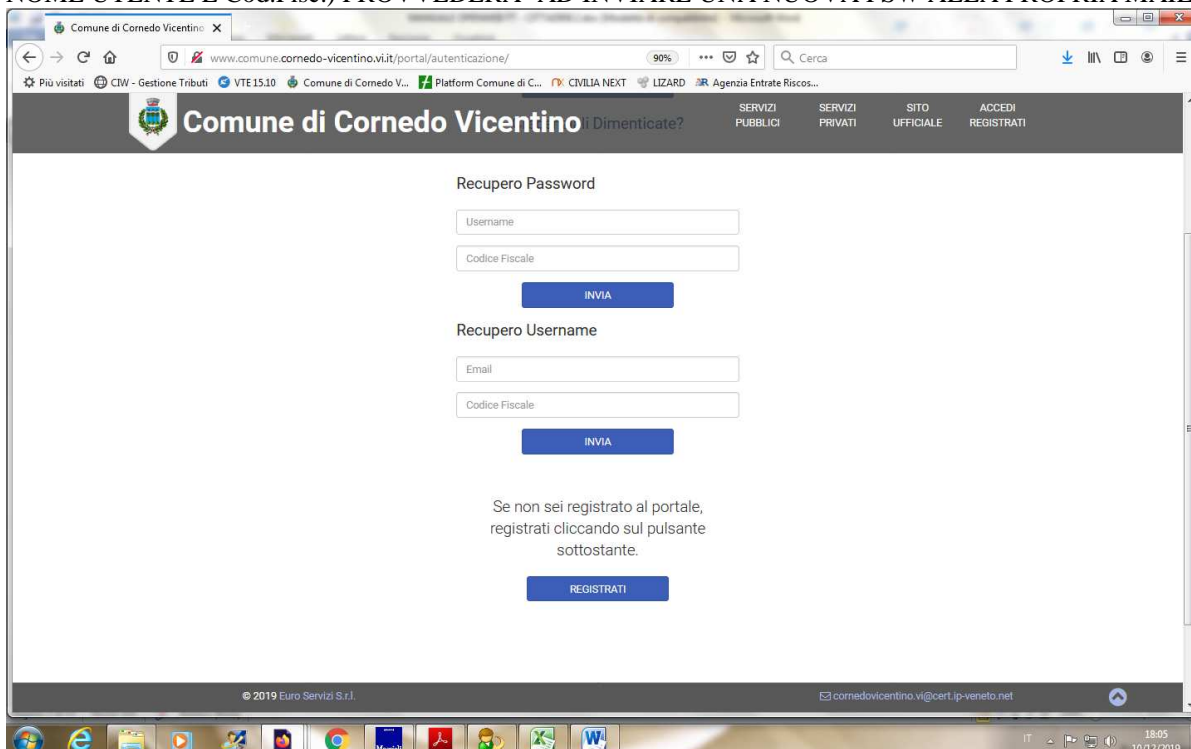 NOME UTENTE E Cod.Fisc.) PROVVEDERA' AD INVIARE UNA NUOVA PSW ALLA PROPRIA MAIL
Comune di Cornedo Vicentino
www.comune.cornedo-vicentino.vi.it/portal/autenticazione/
90%
Cerca
Più visitati CIW - Gestione Tributi VTE 15.10 Comune di Cornedo V... Platform Comune di C... CIVILIA NEXT LIZARD Agenzia Entrate Riscos...
Comune di Cornedo Vicentino
li Dimenticate?
SERVIZI PUBBLICI
SERVIZI PRIVATI
SITO UFFICIALE
ACCEDI REGISTRATI
Recupero Password
Username
Codice Fiscale
INVIA
Recupero Username
Email
Codice Fiscale
INVIA
Se non sei registrato al portale,
registrati cliccando sul pulsante
sottostante.
REGISTRATI
© 2019 Euro Servizi S.r.l.
cornedovicentino.vi@cert.ip-veneto.net
IT
18:05
10/12/2019